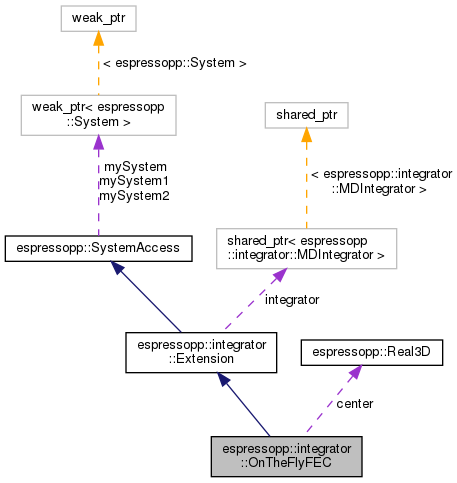 weak_ptr
< espressopp::System >
weak_ptr< espressopp
::System >
shared_ptr
mySystem
mySystem1
mySystem2
< espressopp::integrator
::MDIntegrator >
espressopp::SystemAccess
shared_ptr< espressopp
::integrator::MDIntegrator >
integrator
espressopp::integrator
::Extension
espressopp::Real3D
center
espressopp::integrator
::OnTheFlyFEC